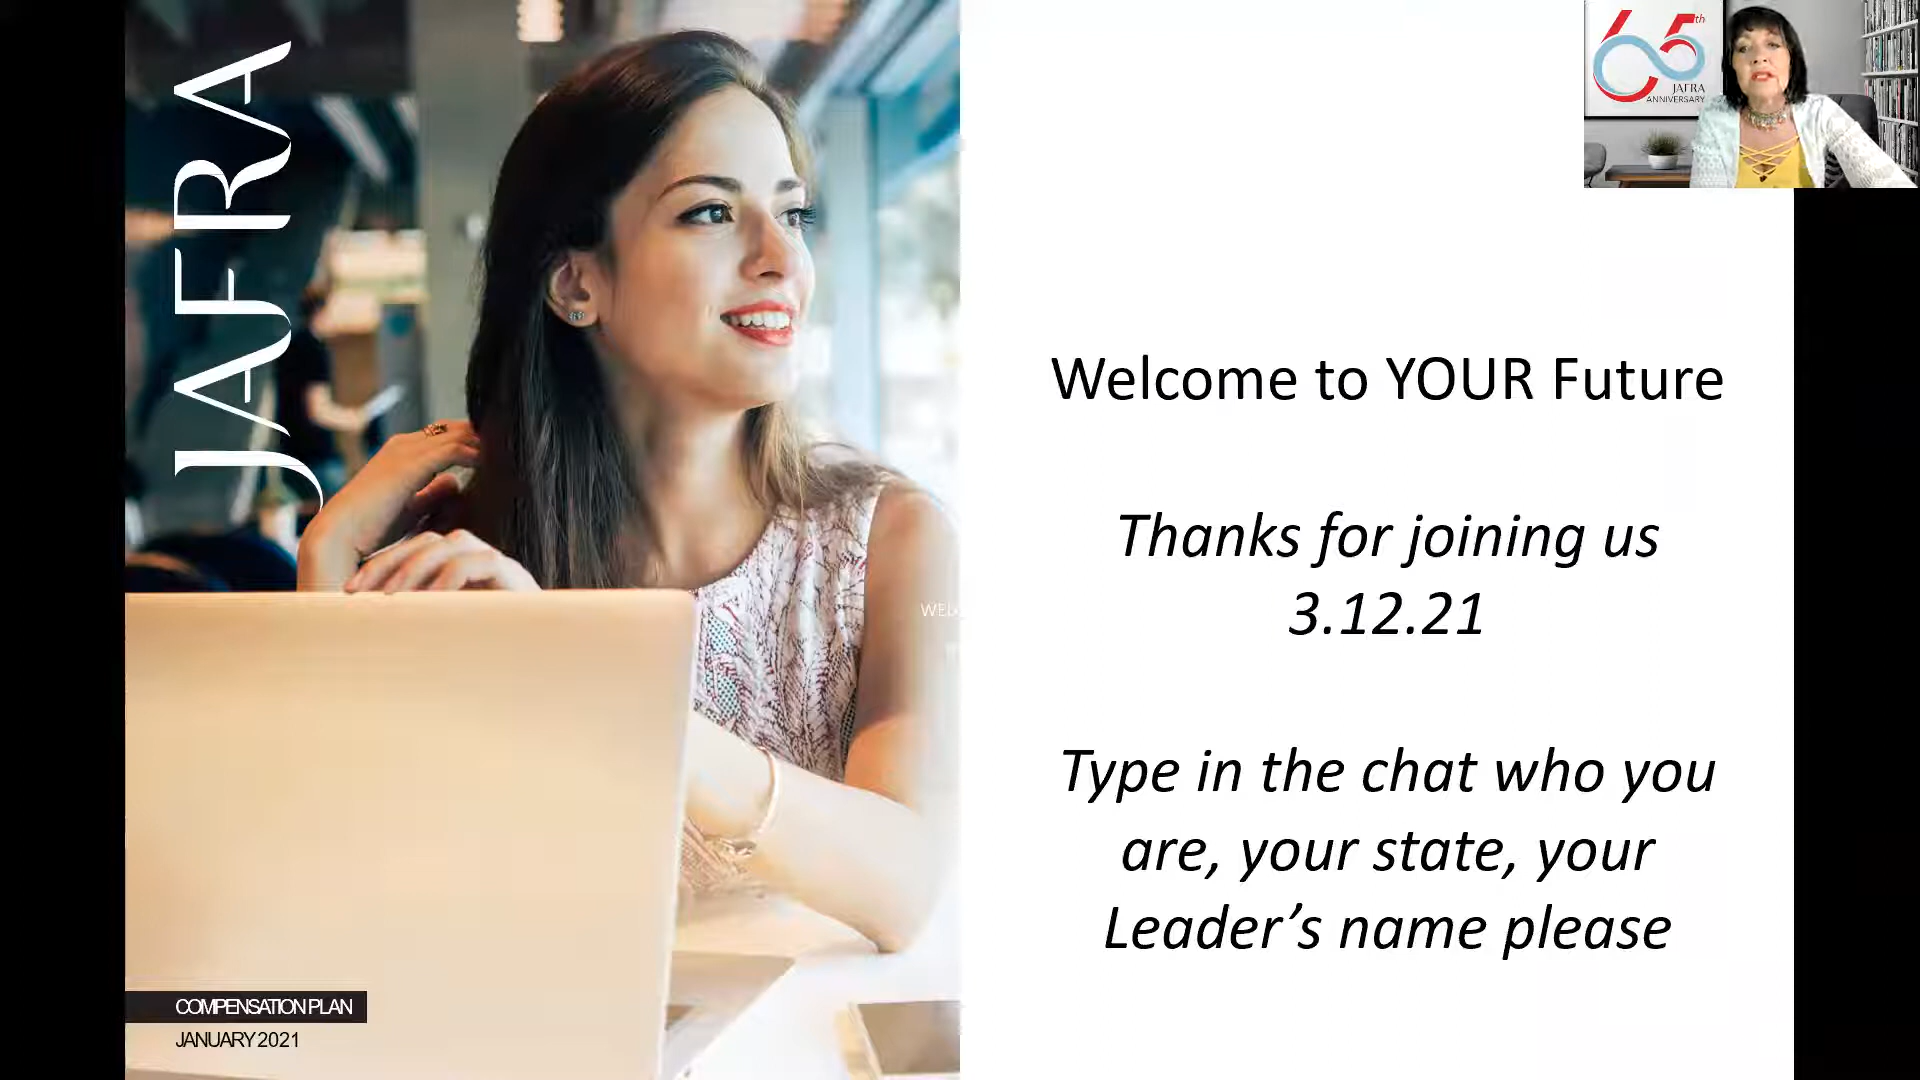 JAFRA
COMPENSATION PLAN
JANUARY 2021
65th
JAFRA
ANNIVERSARY
Welcome to YOUR Future
Thanks for joining us
3.12.21
Type in the chat who you
are, your state, your
Leader’s name please